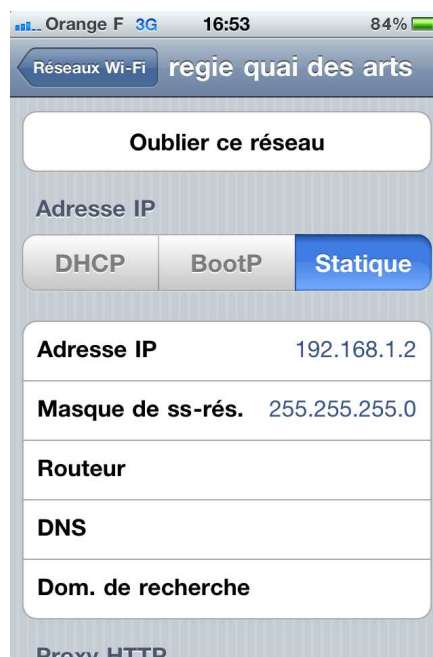 Orange F 3G 16:53 84%
Réseaux Wi-Fi regie quai des arts
Oublier ce réseau
Adresse IP
DHCP BootP Statique
Adresse IP 192.168.1.2
Masque de ss-rés. 255.255.255.0
Routeur
DNS
Dom. de recherche
Proxy HTTP